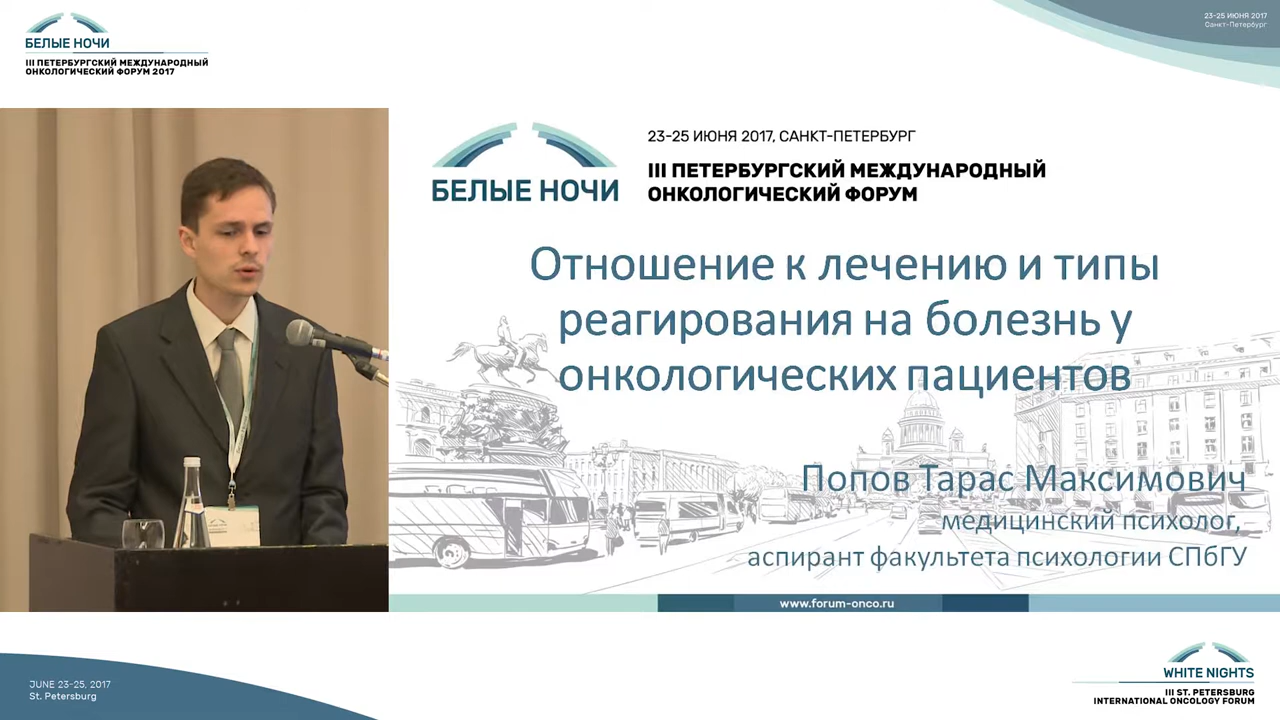 БЕЛЫЕ НОЧИ
III ПЕТЕРБУРГСКИЙ МЕЖДУНАРОДНЫЙ
ОНКОЛОГИЧЕСКИЙ ФОРУМ 2017
23-25 ИЮНЯ 2017
Санкт-Петербург
23-25 ИЮНЯ 2017, САНКТ-ПЕТЕРБУРГ
БЕЛЫЕ НОЧИ
III ПЕТЕРБУРГСКИЙ МЕЖДУНАРОДНЫЙ
ОНКОЛОГИЧЕСКИЙ ФОРУМ
Отношение к лечению и типы
реагирования на болезнь у
онкологических пациентов
Попов Тарас Максимович
медицинский психолог,
аспирант факультета психологии СПбГУ
www.forum-onco.ru
JUNE 23-25, 2017
St. Petersburg
WHITE NIGHTS
III ST. PETERSBURG
INTERNATIONAL ONCOLOGY FORUM